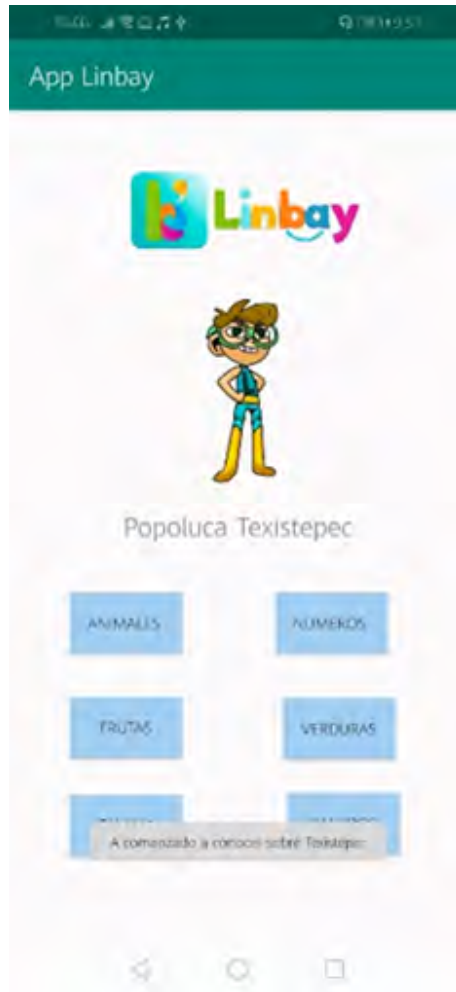 App Linbay
Linbay
Popoluca Texistepec
ANIMALES
NUMEROS
FRUTAS
VERDURAS
A comenzado a conocer sobre Texistepec